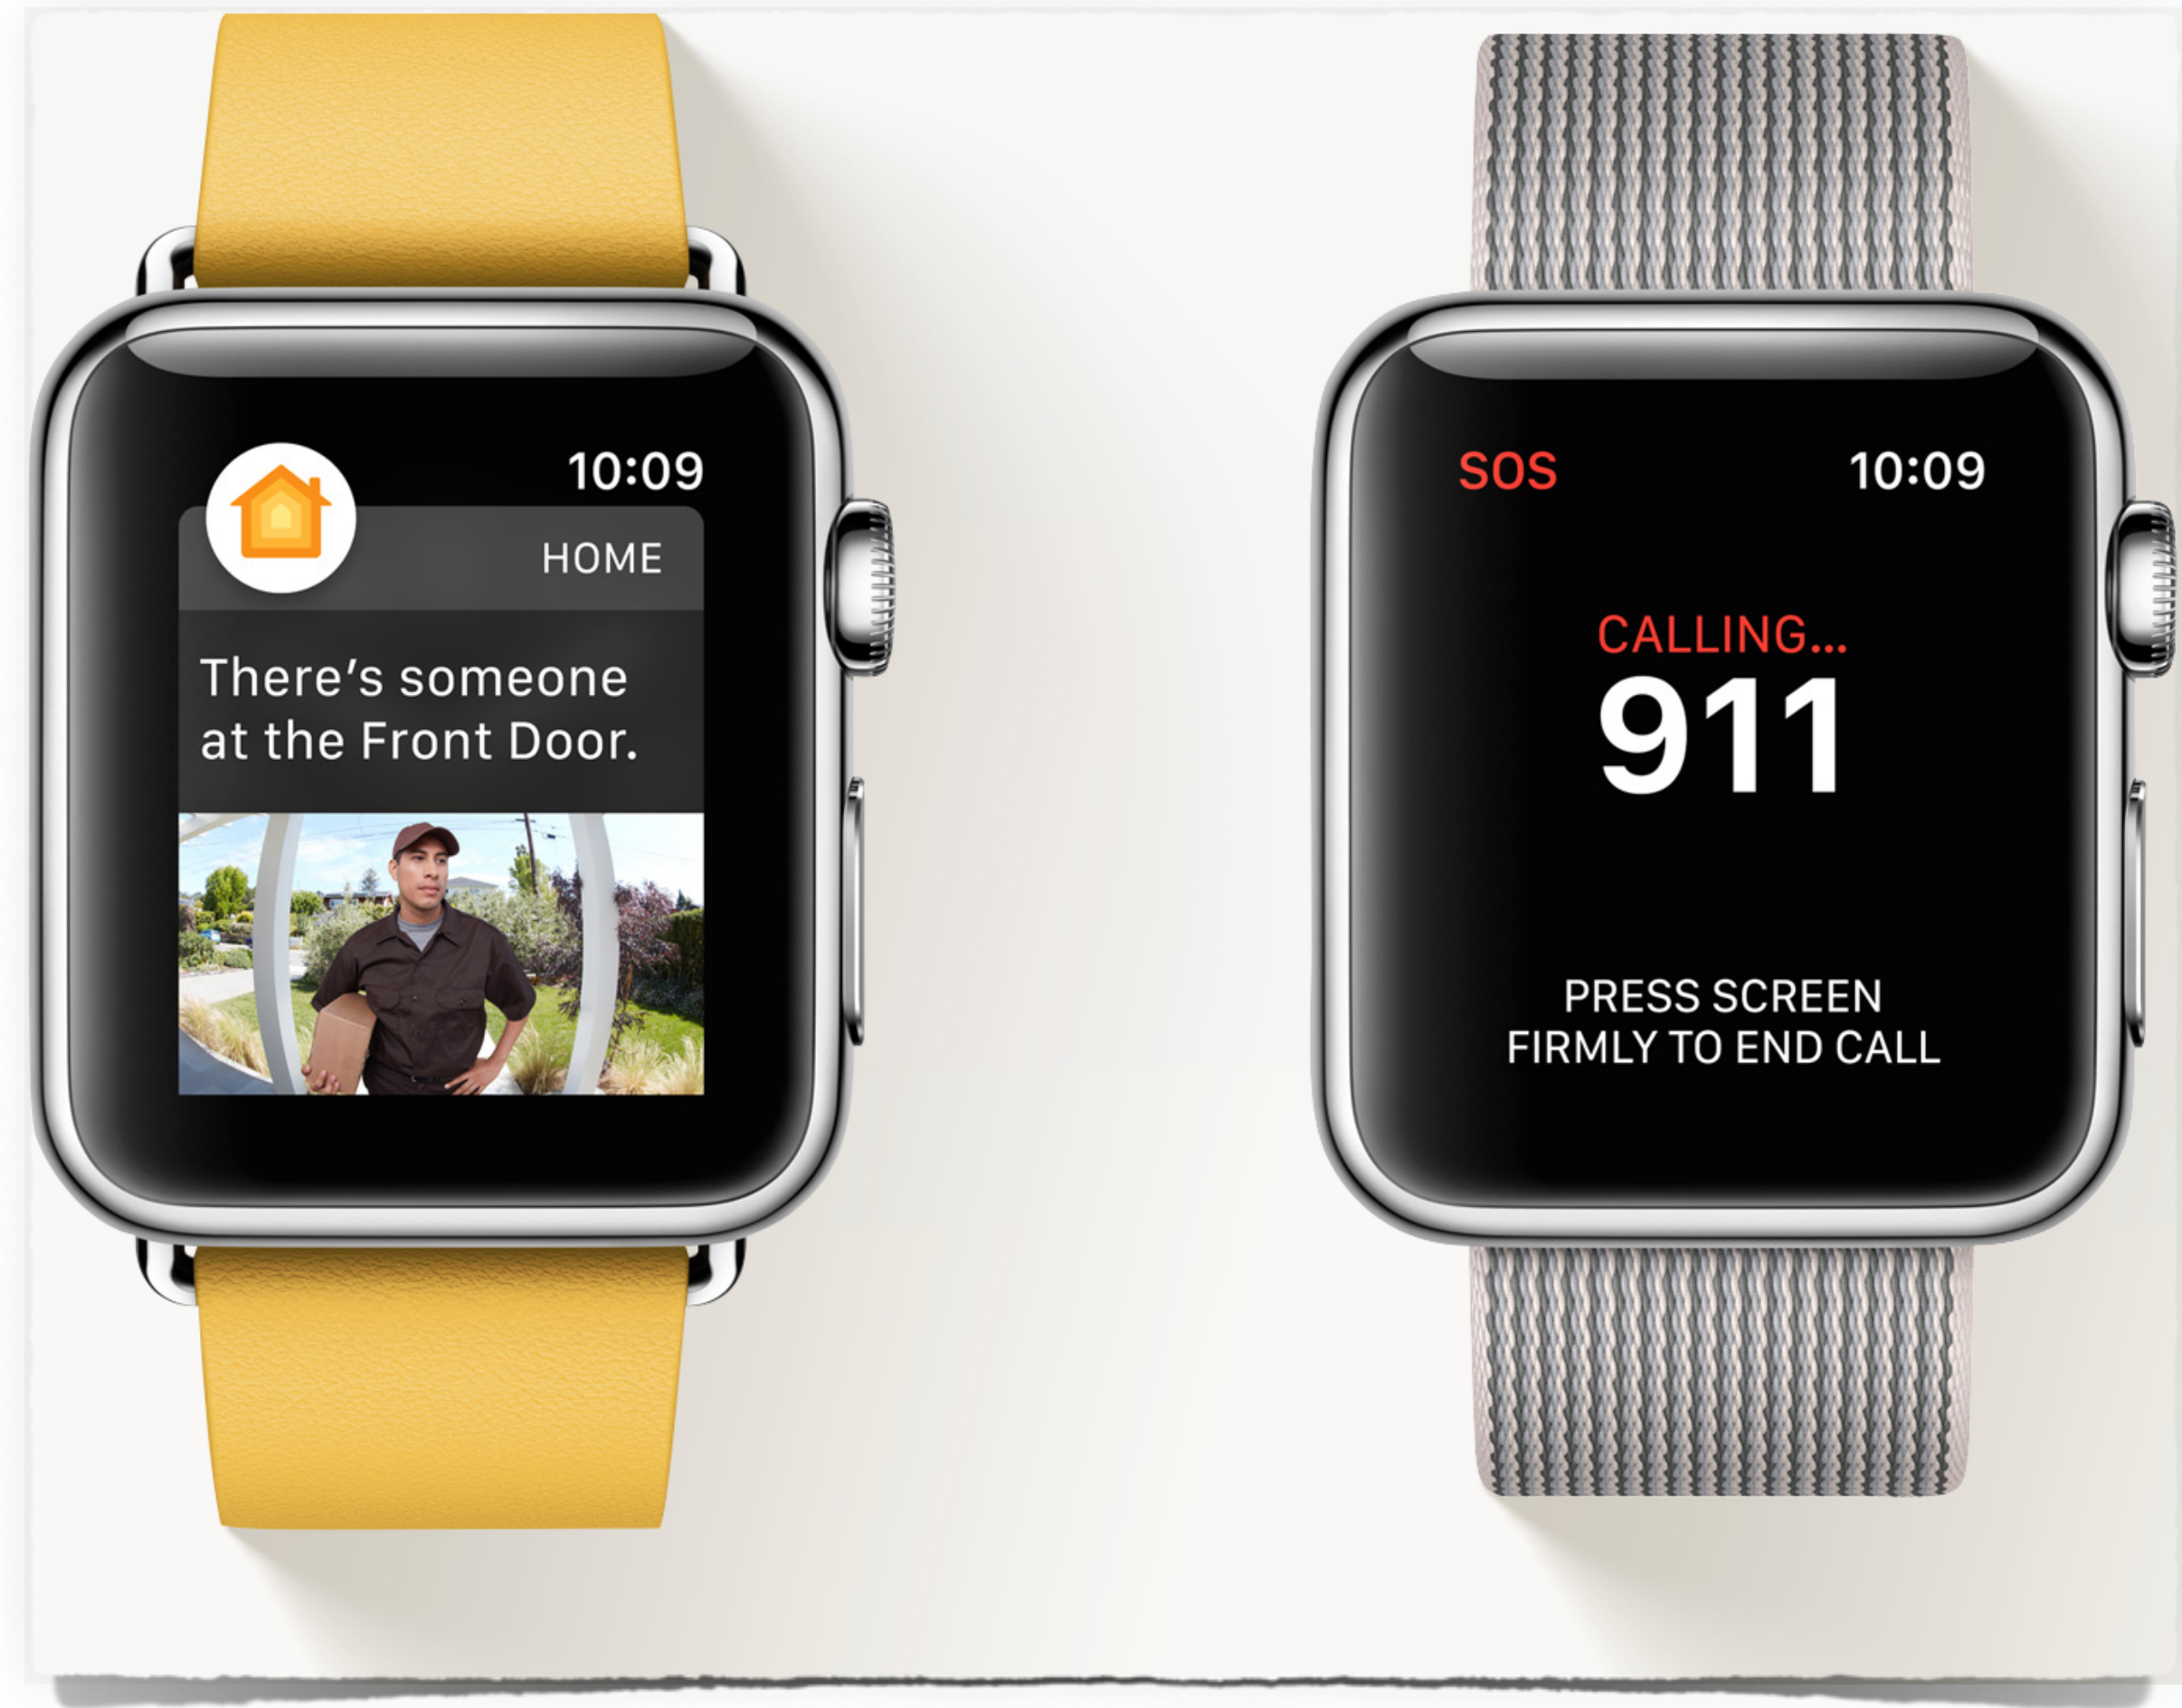 10:09
HOME
There’s someone
at the Front Door.
SOS 10:09
CALLING...
911
PRESS SCREEN
FIRMLY TO END CALL